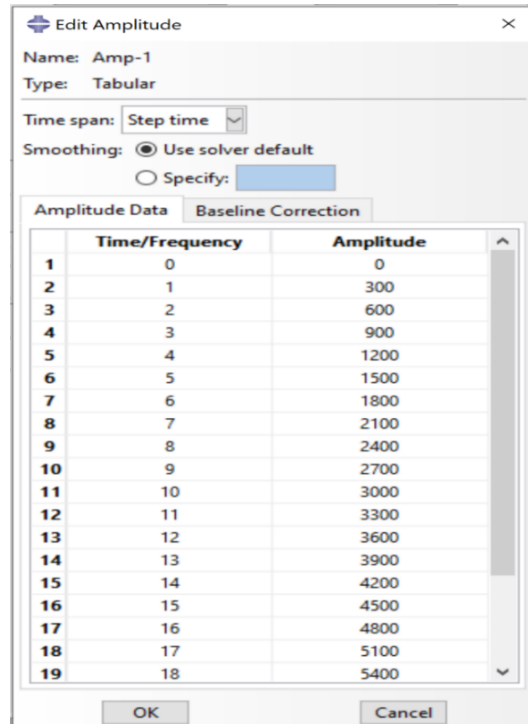 Edit Amplitude
Name: Amp-1
Type: Tabular
Time span: Step time
Smoothing: Use solver default
Specify:
Amplitude Data Baseline Correction
Time/Frequency Amplitude
1 0 0
2 1 300
3 2 600
4 3 900
5 4 1200
6 5 1500
7 6 1800
8 7 2100
9 8 2400
10 9 2700
11 10 3000
12 11 3300
13 12 3600
14 13 3900
15 14 4200
16 15 4500
17 16 4800
18 17 5100
19 18 5400
OK Cancel